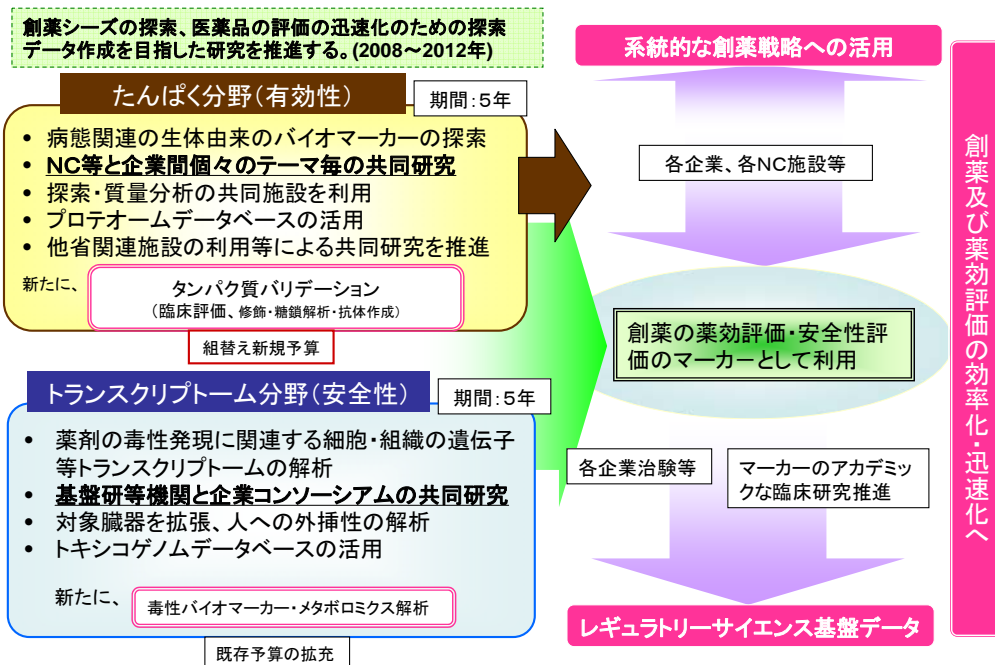 創薬シーズの探索、医薬品の評価の迅速化のための探索
データ作成を目指した研究を推進する。(2008～2012年)
たんぱく分野（有効性）
期間：５年
• 病態関連の生体由来のバイオマーカーの探索
• NC等と企業間個々のテーマ毎の共同研究
• 探索・質量分析の共同施設を利用
• プロテオームデータベースの活用
• 他省関連施設の利用等による共同研究を推進
新たに、
タンパク質バリデーション
（臨床評価、修飾・糖鎖解析・抗体作成）
組替え新規予算
トランスクリプトーム分野（安全性）
期間：５年
• 薬剤の毒性発現に関連する細胞・組織の遺伝子
等トランスクリプトームの解析
• 基盤研等機関と企業コンソーシアムの共同研究
• 対象臓器を拡張、人への外挿性の解析
• トキシコゲノムデータベースの活用
新たに、
毒性バイオマーカー・メタボロミクス解析
既存予算の拡充
系統的な創薬戦略への活用
各企業、各ＮＣ施設等
創薬の薬効評価・安全性評
価のマーカーとして利用
各企業治験等
マーカーのアカデミッ
クな臨床研究推進
レギュラトリーサイエンス基盤データ
創薬及び薬効評価の効率化・迅速化へ